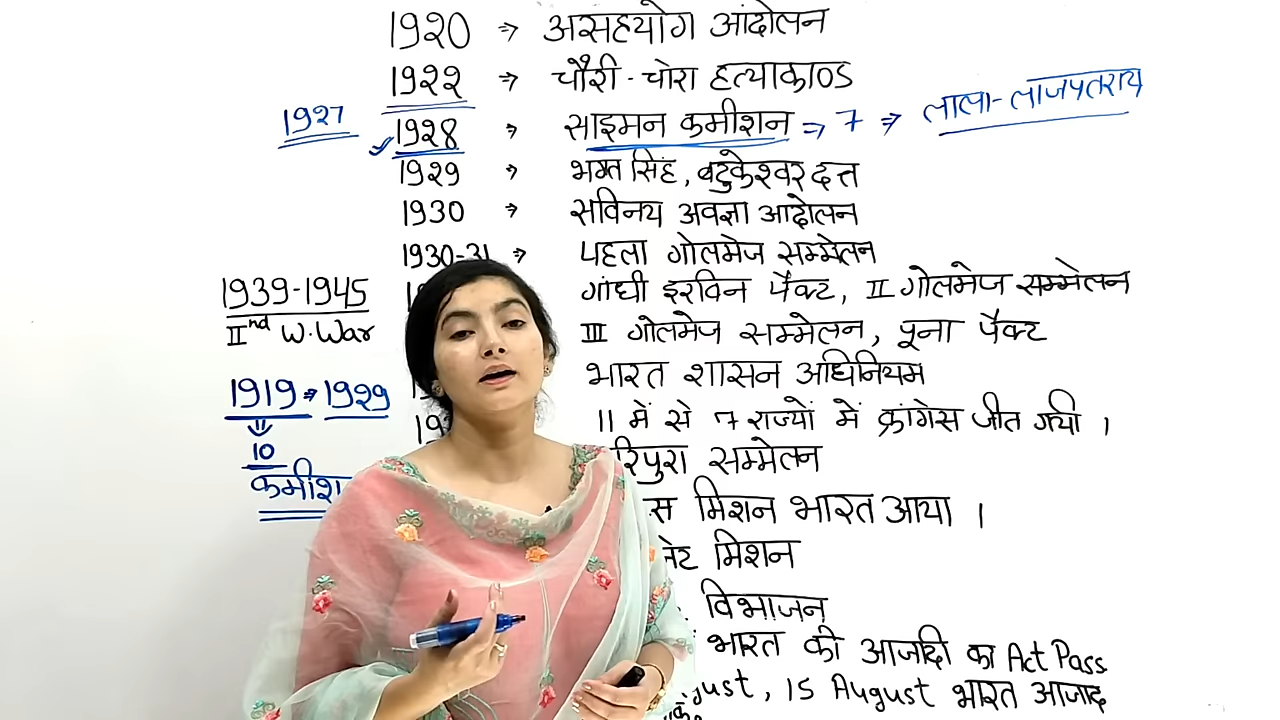 1920 → असहयोग आंदोलन
1922 → चौरी-चोरा हत्याकाण्ड
1927
1928 → साइमन कमीशन ⇒ 7 ⇒ लाला-लाजपतराय
1929 → भगत सिंह, बटुकेश्वर दत्त
1930 → सविनय अवज्ञा आंदोलन
1930-31 → पहला गोलमेज सम्मेलन
1939-1945
IInd W.War
गांधी इरविन पैक्ट, II गोलमेज सम्मेलन
III गोलमेज सम्मेलन, पूना पैक्ट
भारत शासन अधिनियम
1919 → 1929
10
11 में से 7 राज्यों में कांग्रेस जीत गयी ।
रिपुरा सम्मेलन
मिशन भारत आया ।
मिशन
विभाजन
भारत की आजादी का Act Pass
15 August भारत आजाद